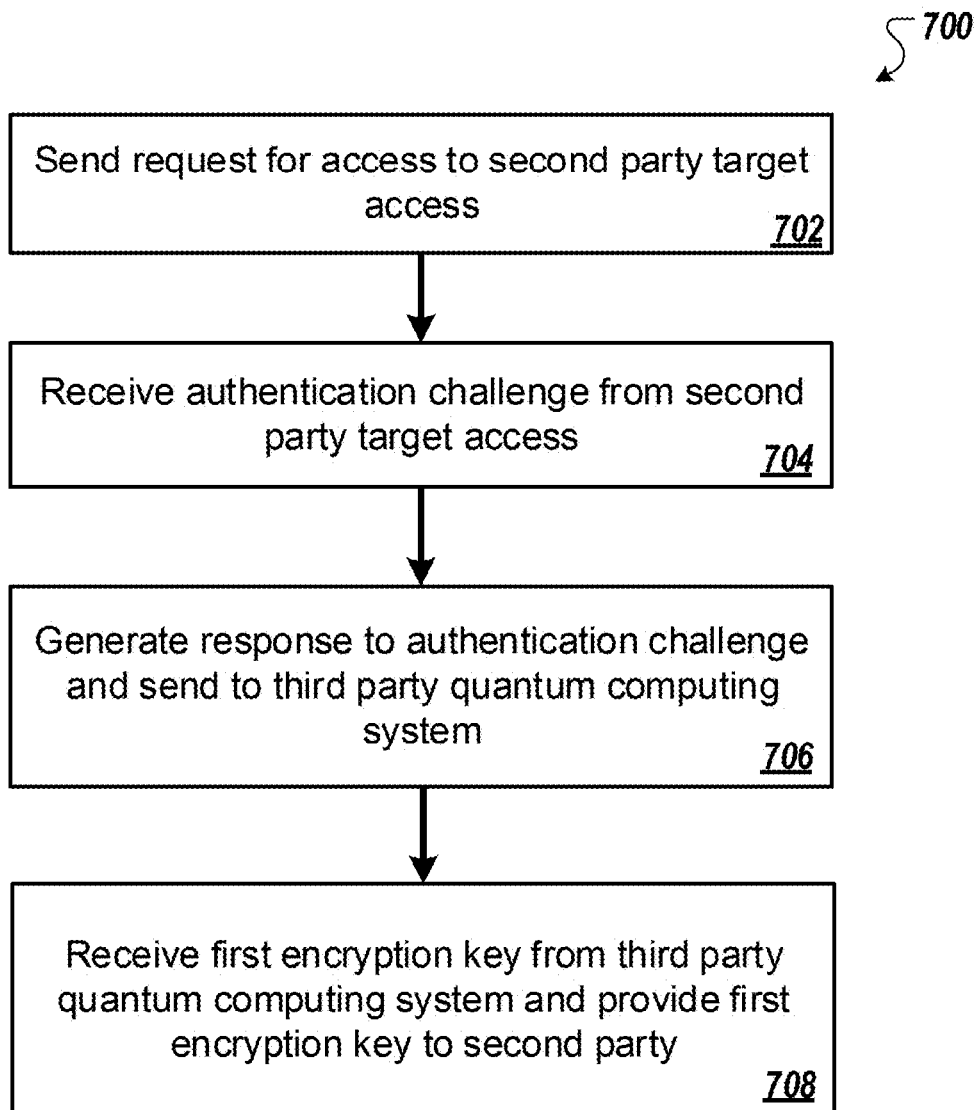 700
Send request for access to second party target
access
702
Receive authentication challenge from second
party target access
704
Generate response to authentication challenge
and send to third party quantum computing
system
706
Receive first encryption key from third party
quantum computing system and provide first
encryption key to second party
708